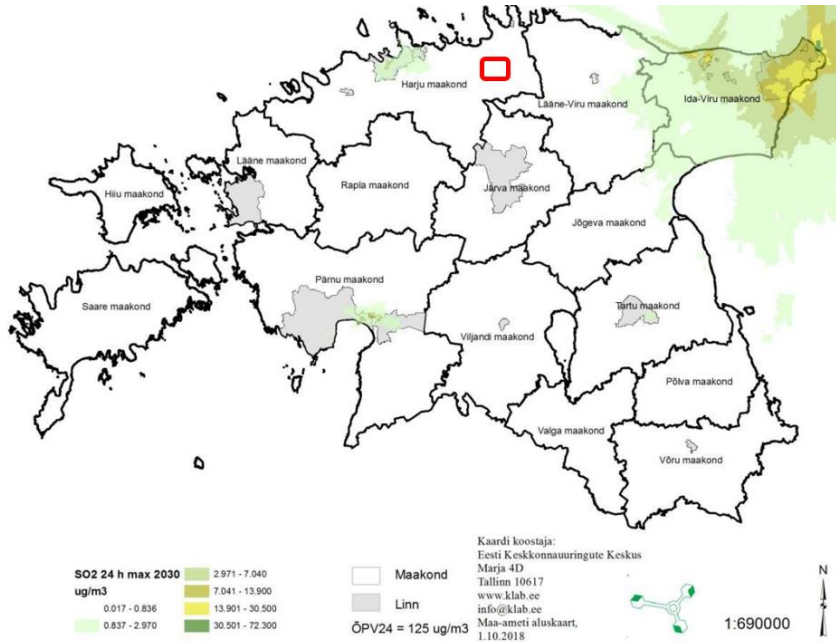 Harju maakond
Lääne-Viru maakond
Ida-Viru maakond
Lääne maakond
Hiiu maakond
Rapla maakond
Järva maakond
Jõgeva maakond
Pärnu maakond
Saare maakond
Tartu maakond
Viljandi maakond
Põlva maakond
Valga maakond
Võru maakond
SO2 24 h max 2030
ug/m3
0.017 - 0.836
0.837 - 2.970
2.971 - 7.040
7.041 - 13.900
13.901 - 30.500
30.501 - 72.300
Maakond
Linn
ÕPV24 = 125 ug/m3
Kaardi koostaja:
Eesti Keskkonnauuringute Keskus
Marja 4D
Tallinn 10617
www.klab.ee
info@klab.ee
Maa-ameti aluskaart,
1.10.2018
1:690000
N